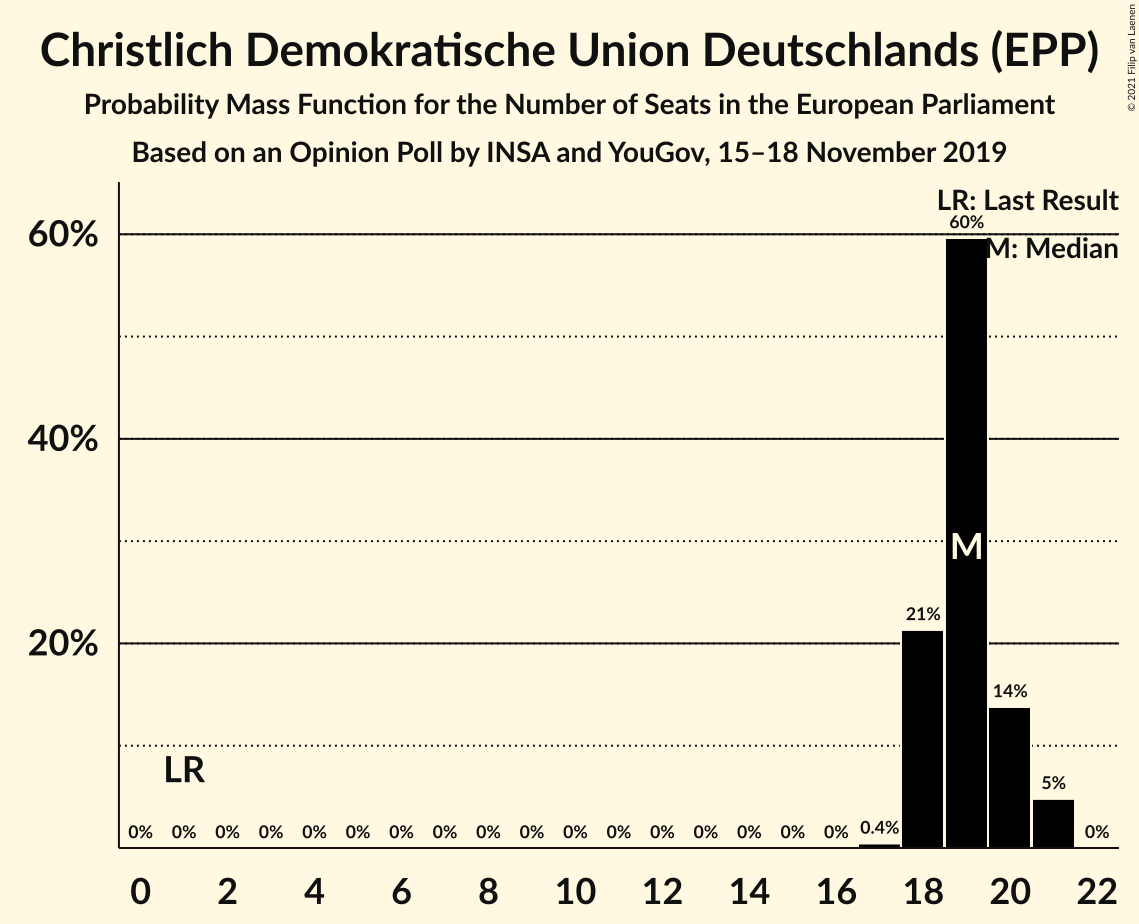 Christlich Demokratische Union Deutschlands (EPP)
Probability Mass Function for the Number of Seats in the European Parliament
Based on an Opinion Poll by INSA and YouGov, 15–18 November 2019
© 2021 Filip van Laenen
LR: Last Result
M: Median
60%
40%
20%
60%
M
21%
14%
LR
5%
0% 0% 0% 0% 0% 0% 0% 0% 0% 0% 0% 0% 0% 0% 0% 0% 0% 0.4% 0%
0 2 4 6 8 10 12 14 16 18 20 22